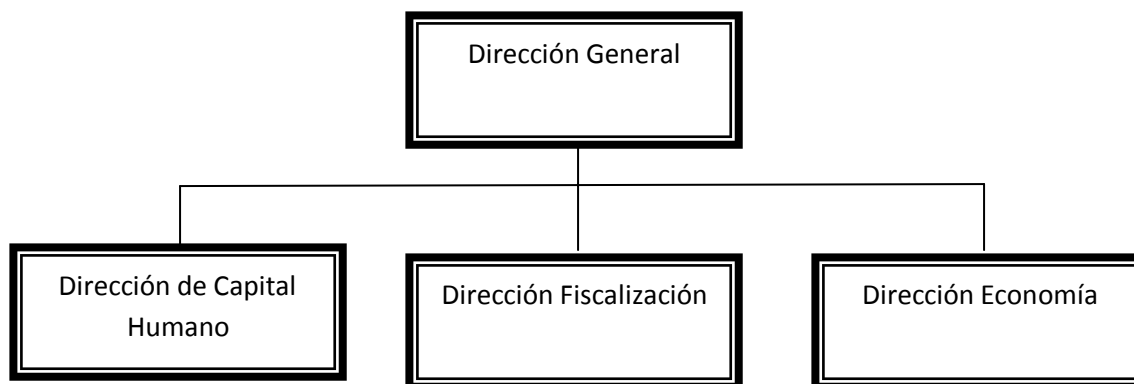 Dirección General
Dirección de Capital
Humano
Dirección Fiscalización
Dirección Economía